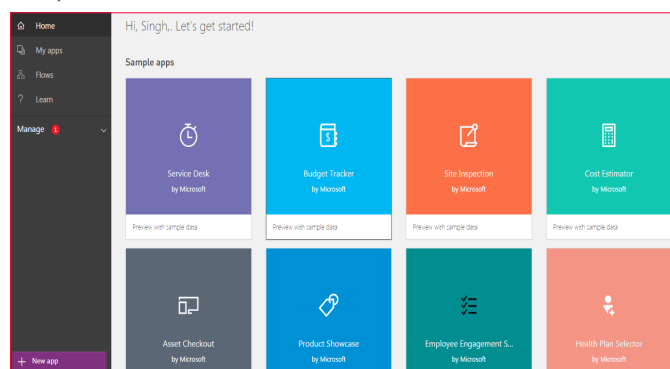 Home
My apps
Flows
? Learn
Manage 1
+ New app
Hi, Singh,. Let's get started!
Sample apps
Service Desk
by Microsoft
Preview with sample data
Budget Tracker
by Microsoft
Preview with sample data
Site Inspection
by Microsoft
Preview with sample data
Cost Estimator
by Microsoft
Preview with sample data
Asset Checkout
by Microsoft
Product Showcase
by Microsoft
Employee Engagement S...
by Microsoft
Health Plan Selector
by Microsoft